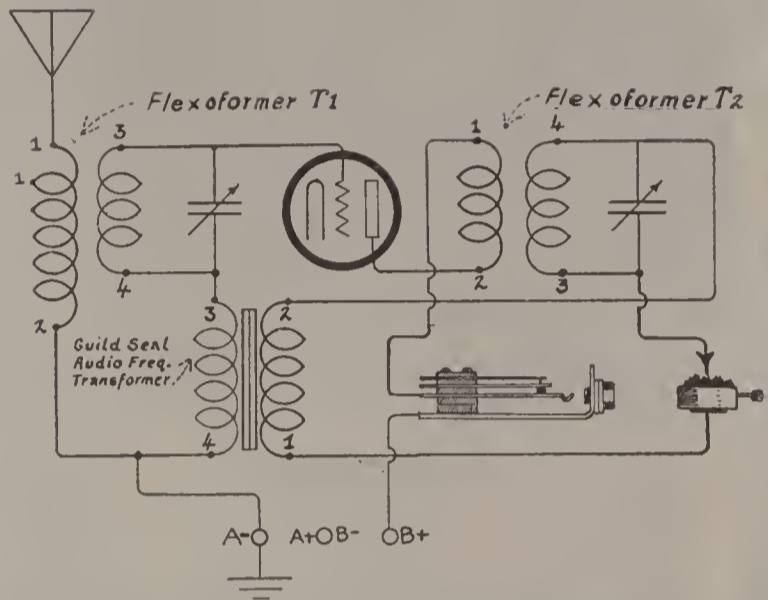 Flexoformer T1
Flexoformer T2
1
3
1
4
1
4
2
3
2
3
2
Guild Seal
Audio Freq.
Transformer.
4
1
A-
A+
B-
B+